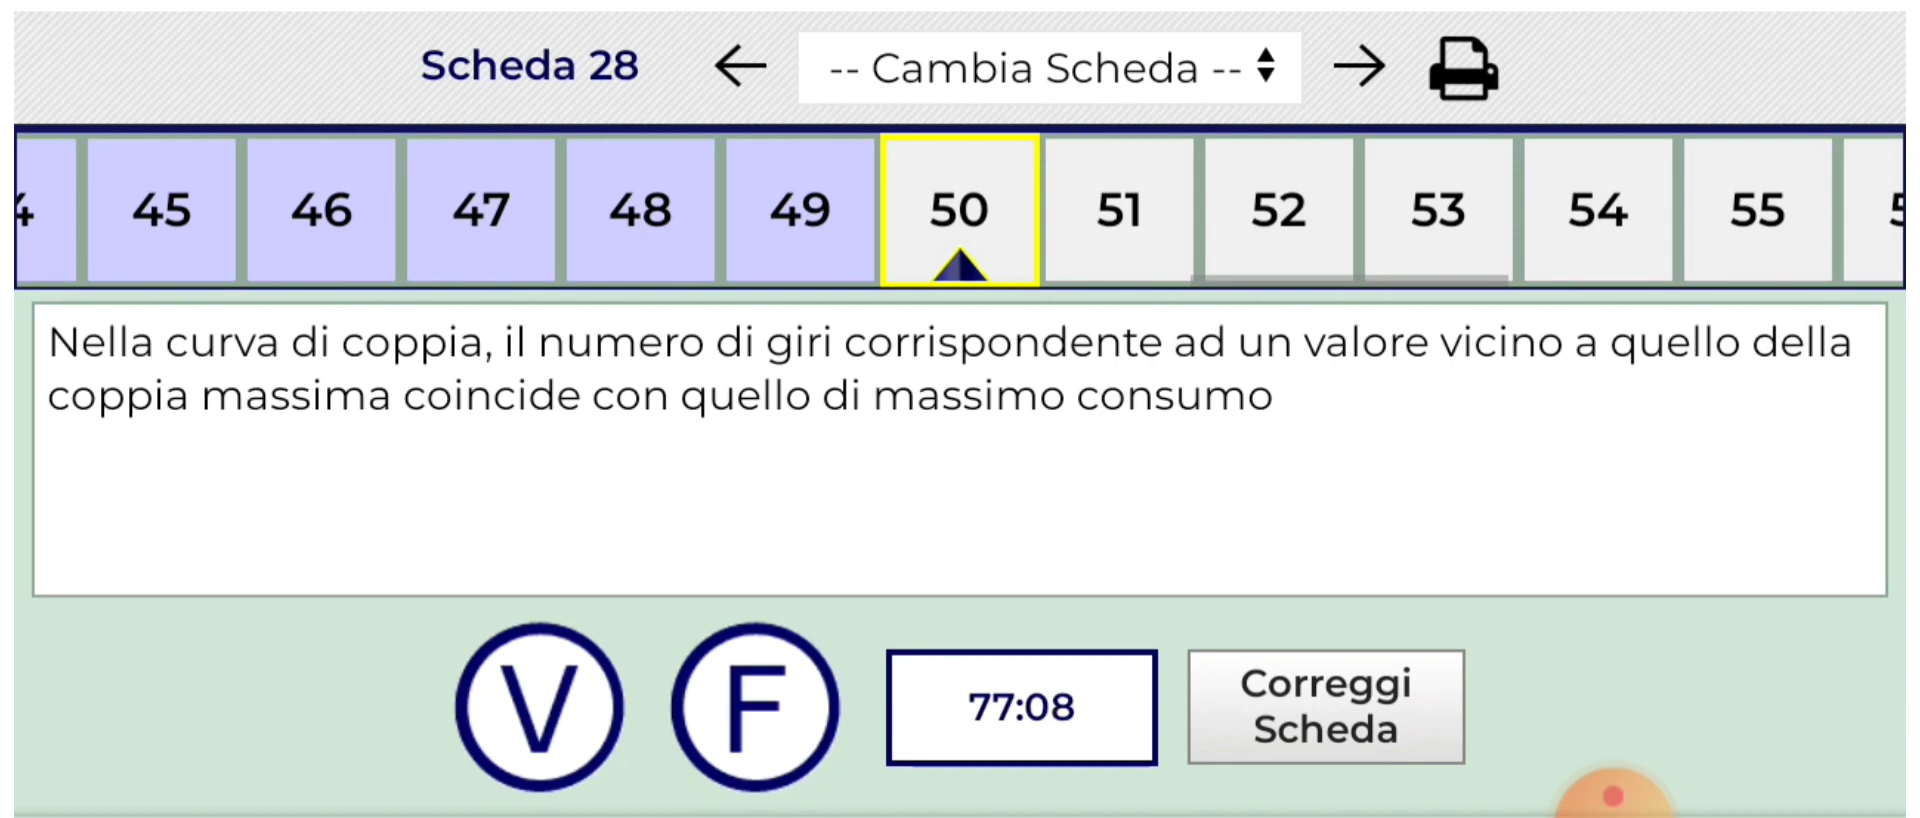 Scheda 28
-- Cambia Scheda --
4 45 46 47 48 49 50 51 52 53 54 55 5
Nella curva di coppia, il numero di giri corrispondente ad un valore vicino a quello della
coppia massima coincide con quello di massimo consumo
V F 77:08 Correggi
Scheda